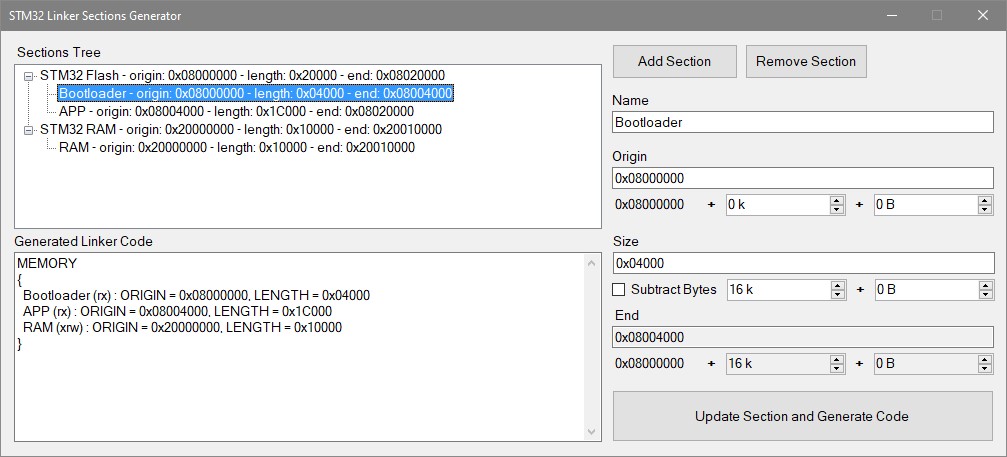 STM32 Linker Sections Generator
Sections Tree
STM32 Flash - origin: 0x08000000 - length: 0x20000 - end: 0x08020000
Bootloader - origin: 0x08000000 - length: 0x04000 - end: 0x08004000
APP - origin: 0x08004000 - length: 0x1C000 - end: 0x08020000
STM32 RAM - origin: 0x20000000 - length: 0x10000 - end: 0x20010000
RAM - origin: 0x20000000 - length: 0x10000 - end: 0x20010000
Generated Linker Code
MEMORY
{
Bootloader (rx) : ORIGIN = 0x08000000, LENGTH = 0x04000
APP (rx) : ORIGIN = 0x08004000, LENGTH = 0x1C000
RAM (xrw) : ORIGIN = 0x20000000, LENGTH = 0x10000
}
Add Section Remove Section
Name
Bootloader
Origin
0x08000000
0x08000000 + 0 k + 0 B
Size
0x04000
Subtract Bytes 16 k + 0 B
End
0x08004000
0x08000000 + 16 k + 0 B
Update Section and Generate Code